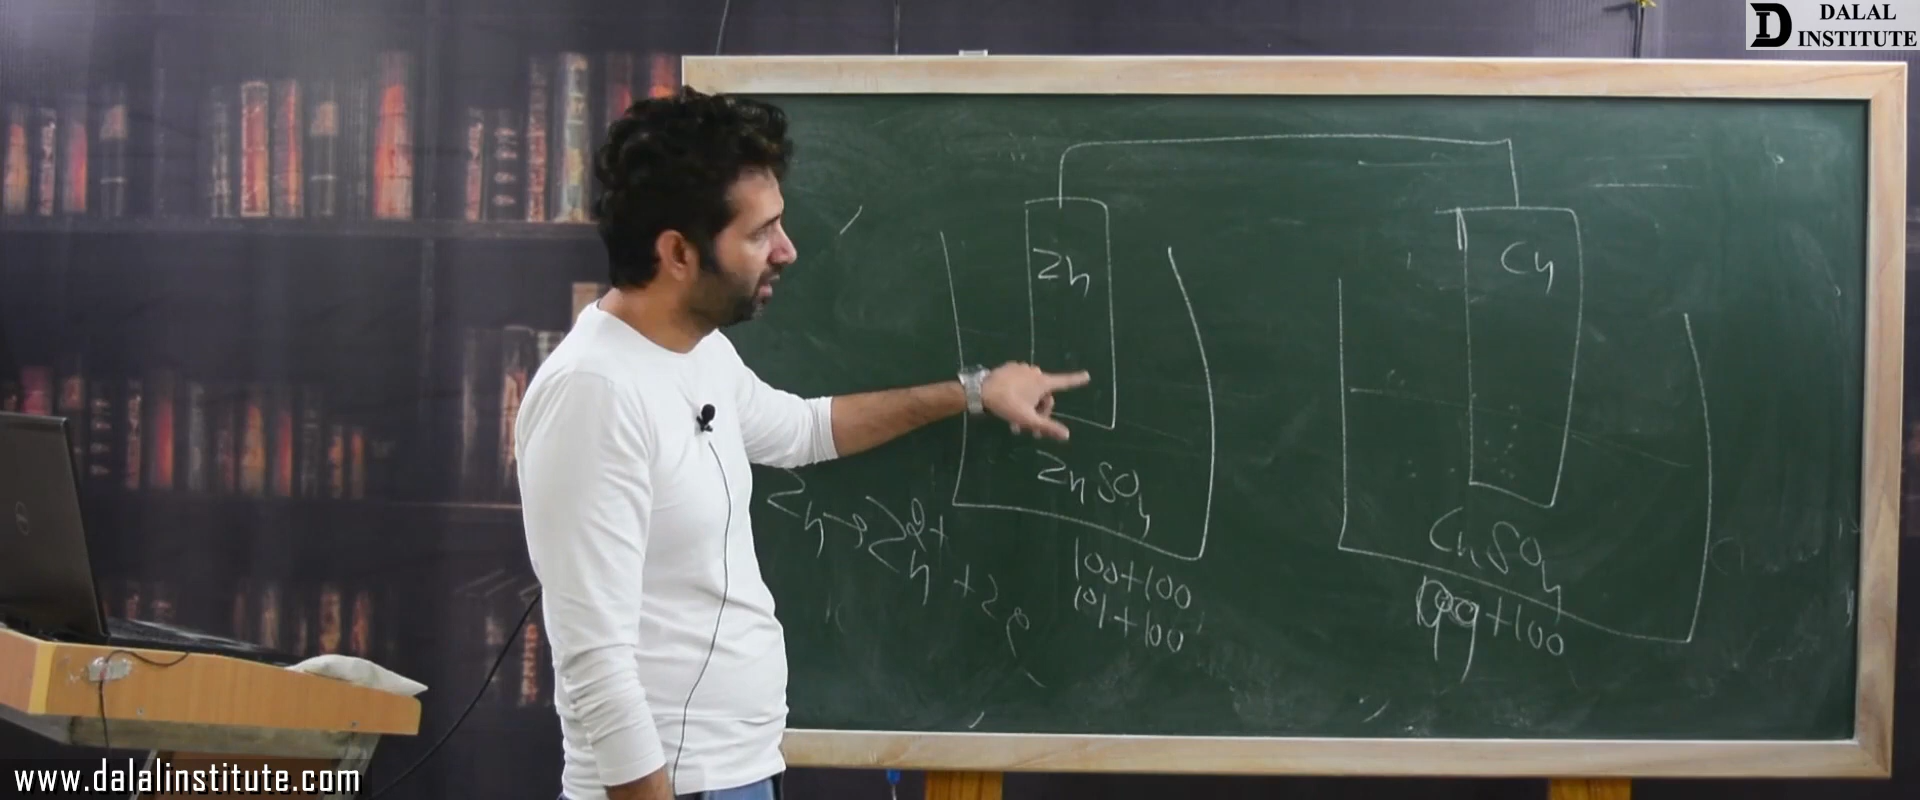 DALAL
INSTITUTE
Zn
Cu
ZnSO4
CuSO4
Zn → Zn2+ + 2e
100+100
101+100
99+100
www.dalalinstitute.com